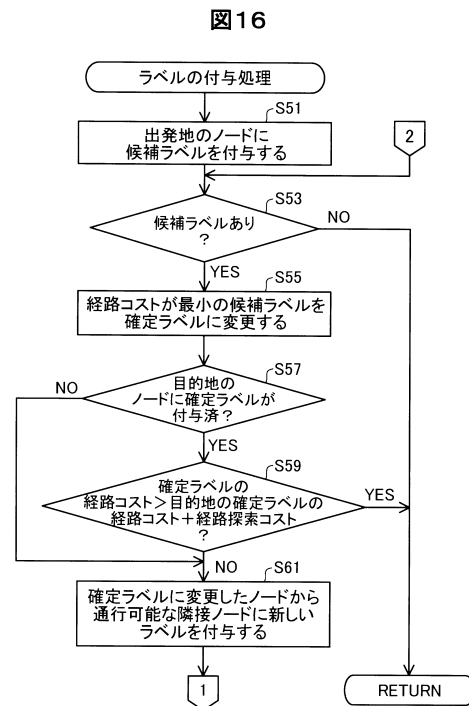 図16
ラベルの付与処理
S51
出発地のノードに
候補ラベルを付与する
2
S53
候補ラベルあり
?
NO
YES
S55
経路コストが最小の候補ラベルを
確定ラベルに変更する
S57
NO
目的地の
ノードに確定ラベルが
付与済?
YES
S59
確定ラベルの
経路コスト>目的地の確定ラベルの
経路コスト+経路探索コスト
?
YES
NO
S61
確定ラベルに変更したノードから
通行可能な隣接ノードに新しい
ラベルを付与する
1
RETURN